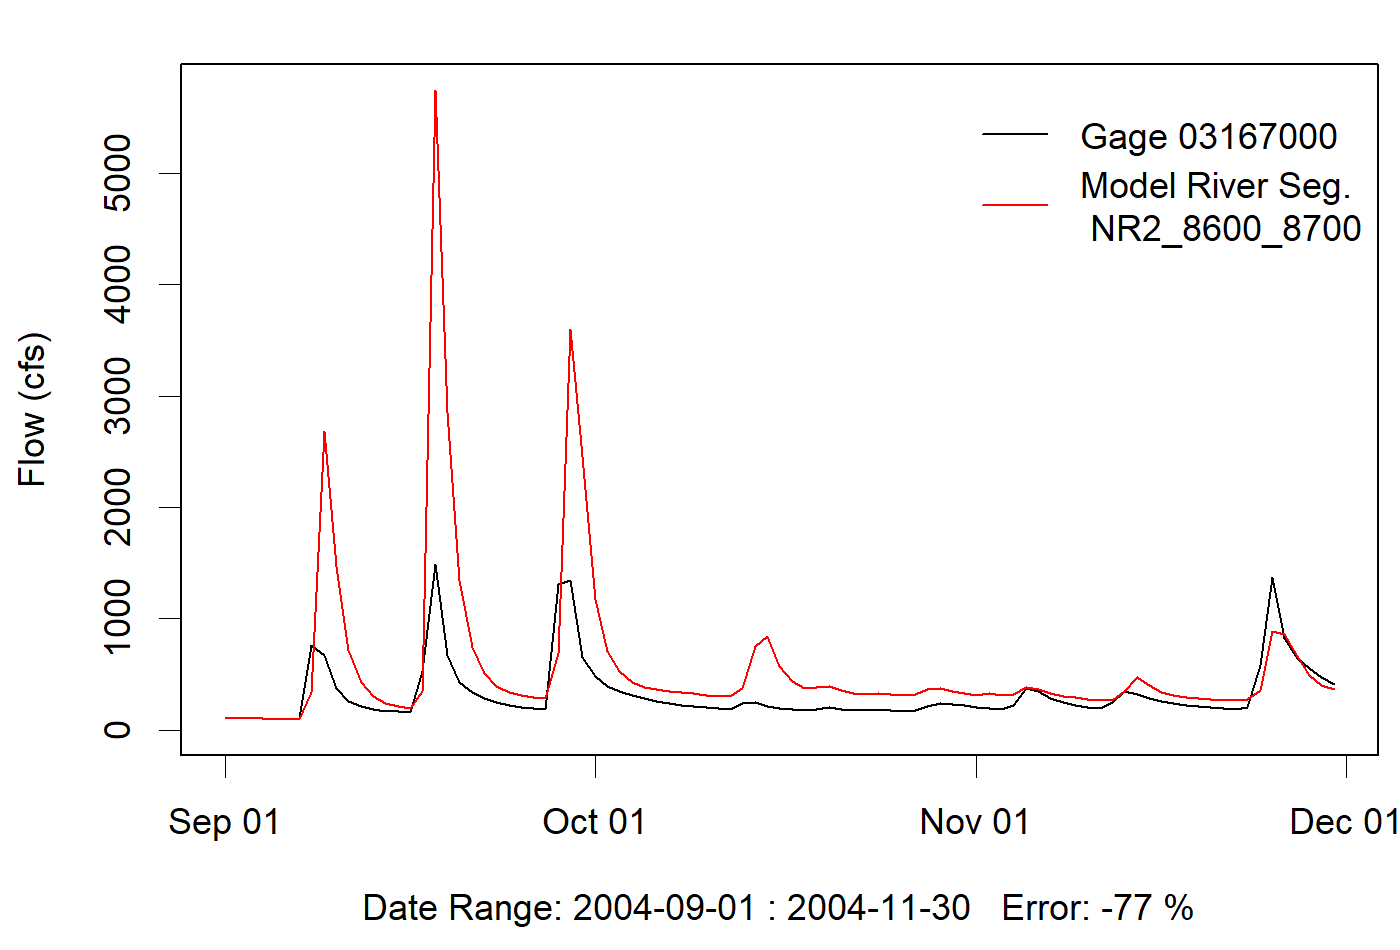 Gage 03167000
Model River Seg.
NR2_8600_8700
Flow (cfs)
5000
4000
3000
2000
1000
0
Sep 01
Oct 01
Nov 01
Dec 01
Date Range: 2004-09-01 : 2004-11-30 Error: -77 %